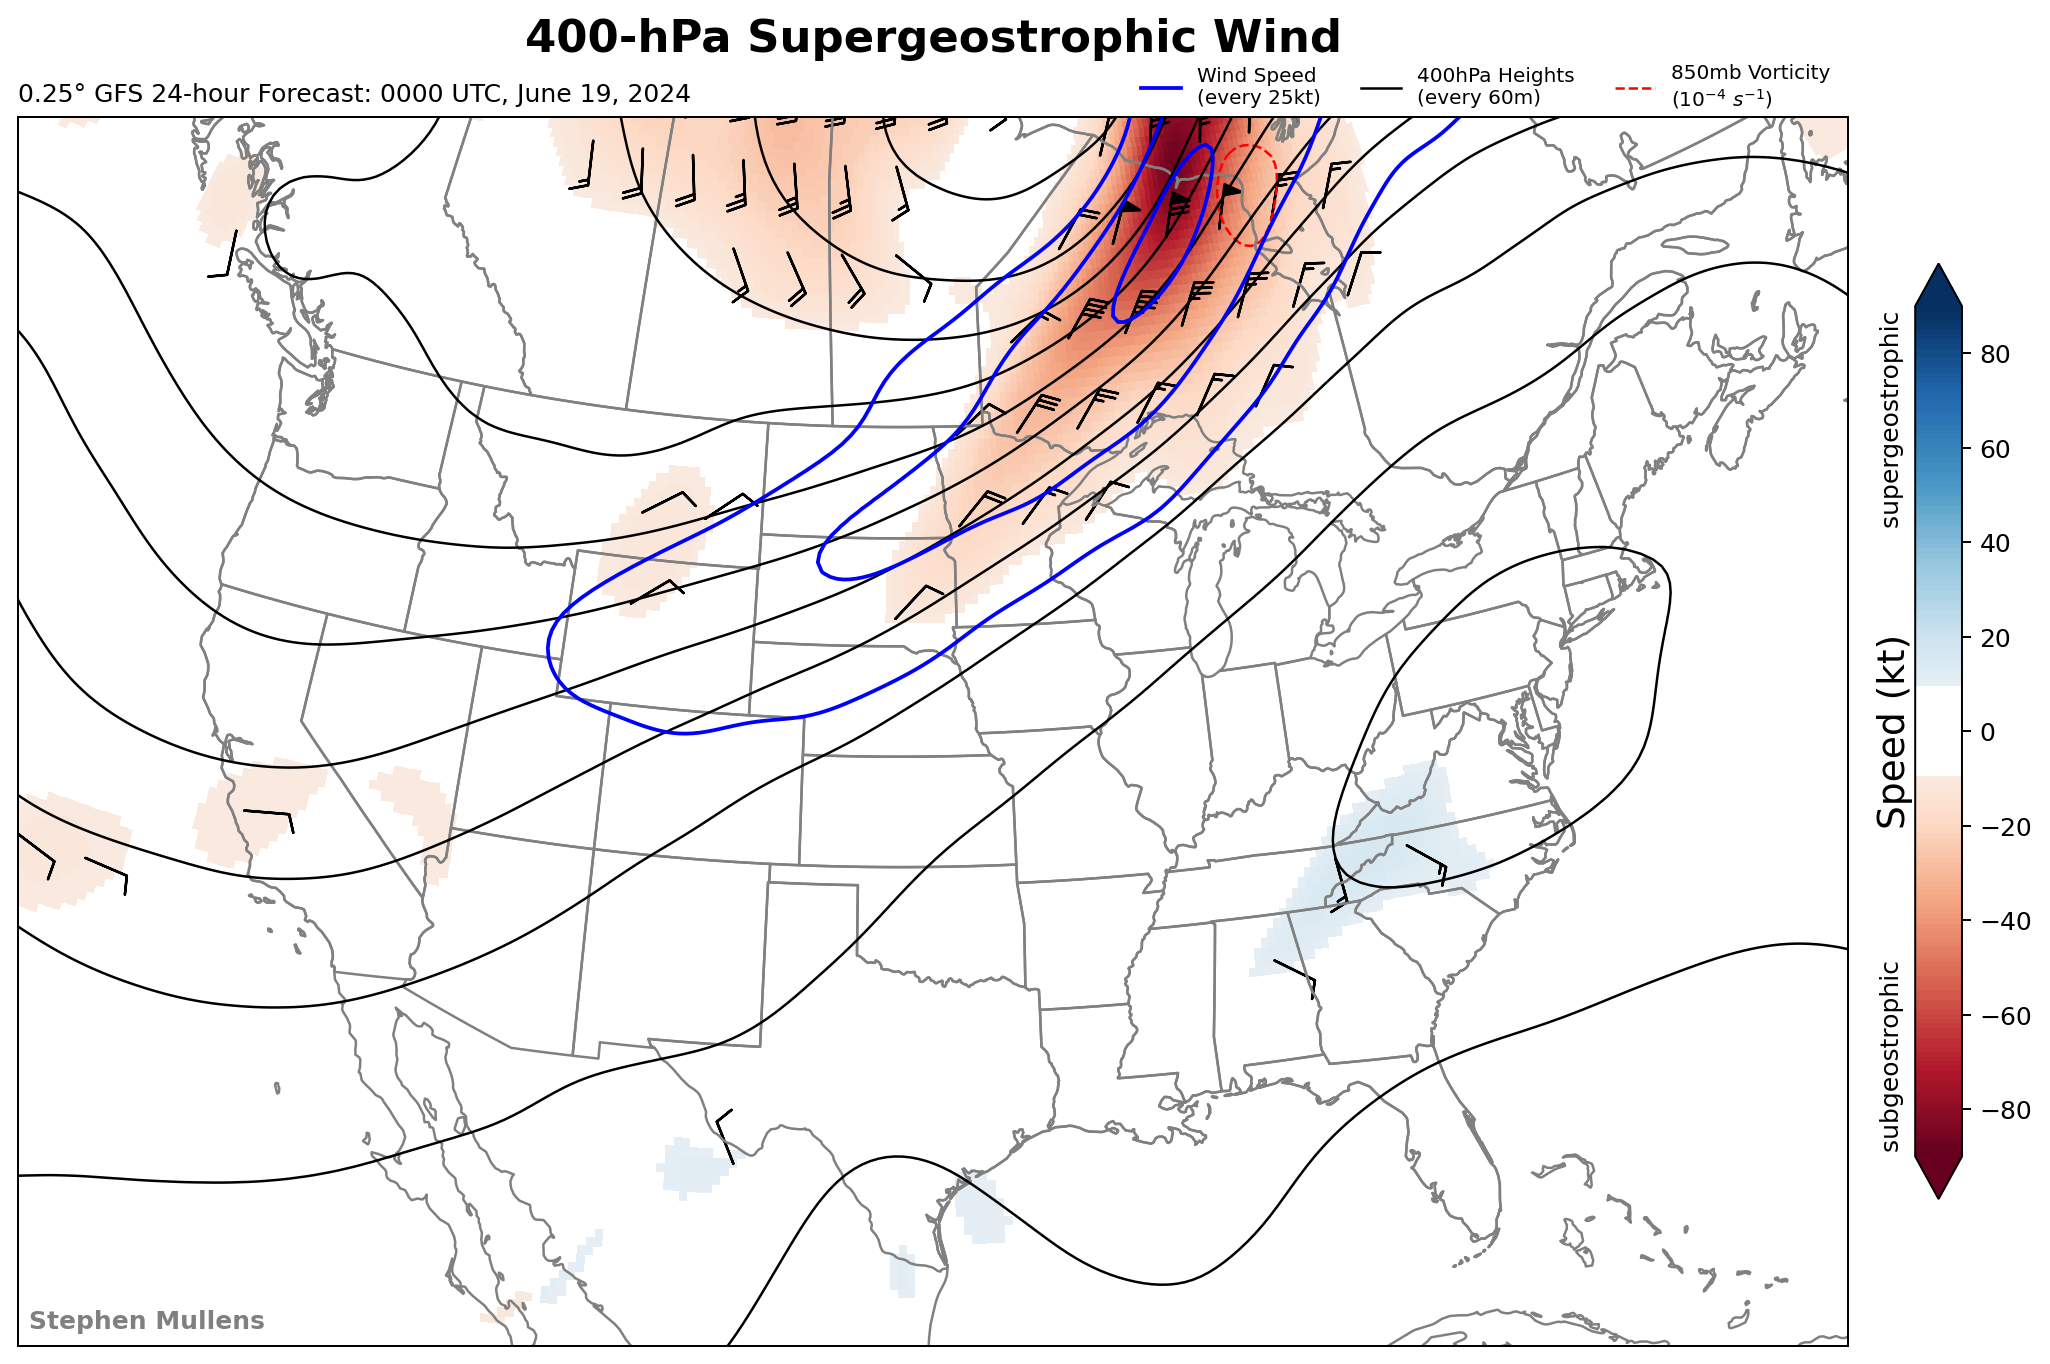 400-hPa Supergeostrophic Wind
0.25° GFS 24-hour Forecast: 0000 UTC, June 19, 2024
Wind Speed
(every 25kt)
400hPa Heights
(every 60m)
850mb Vorticity
(10⁻⁴ s⁻¹)
supergeostrophic
Speed (kt)
subgeostrophic
80
60
40
20
0
−20
−40
−60
−80
Stephen Mullens